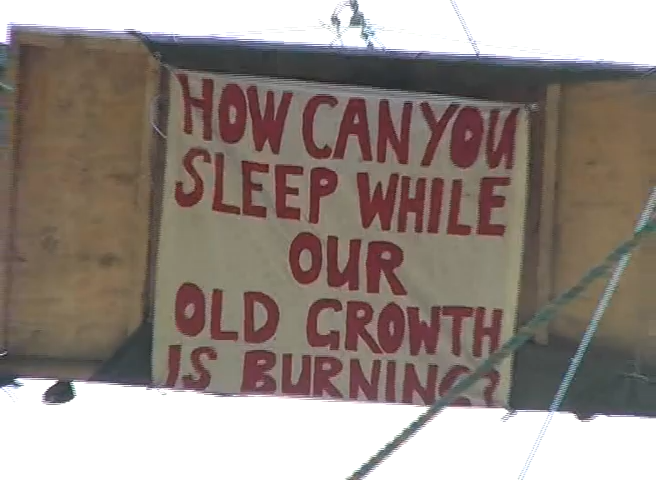 HOW CAN YOU
SLEEP WHILE
OUR
OLD GROWTH
IS BURNING?